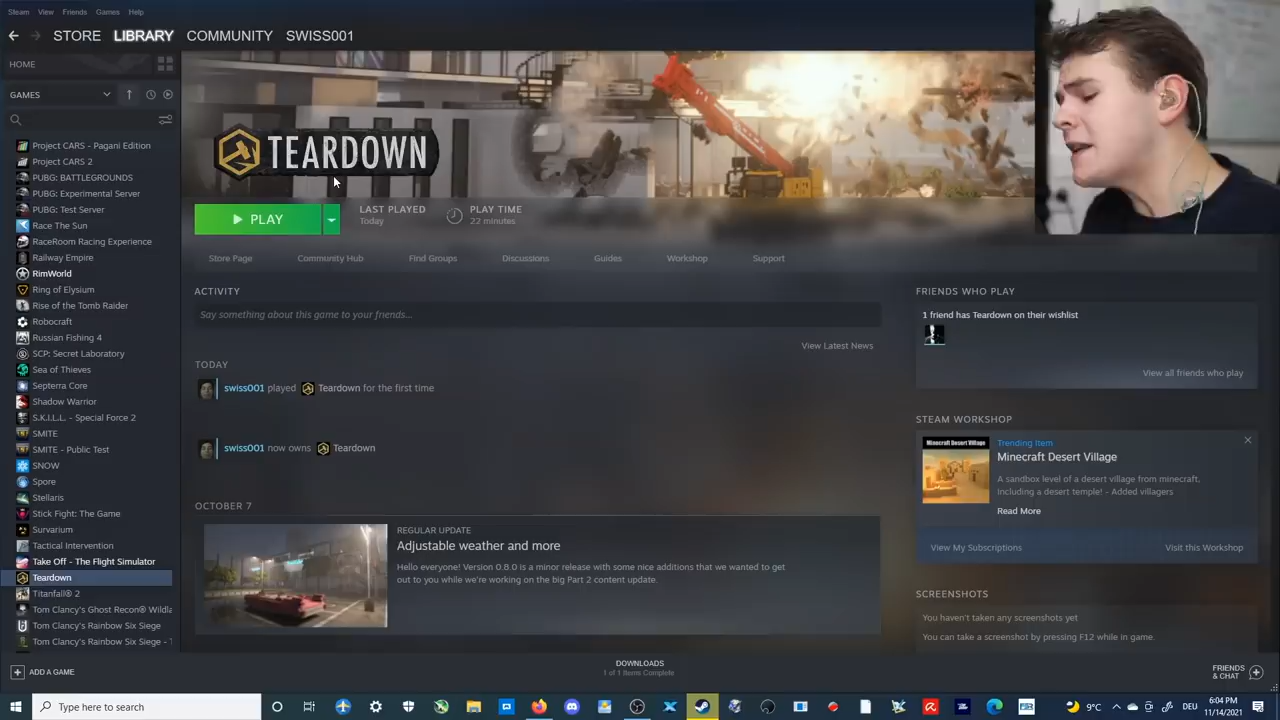 Steam View Friends Games Help
STORE LIBRARY COMMUNITY SWISS001
HOME
GAMES
Project CARS - Pagani Edition
Project CARS 2
PUBG: BATTLEGROUNDS
PUBG: Experimental Server
PUBG: Test Server
Race The Sun
RaceRoom Racing Experience
Railway Empire
RimWorld
Ring of Elysium
Rise of the Tomb Raider
Robocraft
Russian Fishing 4
SCP: Secret Laboratory
Sea of Thieves
Septerra Core
Shadow Warrior
S.K.I.L.L. - Special Force 2
SMITE
SMITE - Public Test
SNOW
Spore
Stellaris
Stick Fight: The Game
Survarium
Tactical Intervention
Take Off - The Flight Simulator
Teardown
Titanfall® 2
Tom Clancy's Ghost Recon® Wildla
Tom Clancy's Rainbow Six Siege
Tom Clancy's Rainbow Six Siege - T
ADD A GAME
TEARDOWN
PLAY
LAST PLAYED
Today
PLAY TIME
22 minutes
Store Page Community Hub Find Groups Discussions Guides Workshop Support
ACTIVITY
Say something about this game to your friends...
View Latest News
TODAY
swiss001 played Teardown for the first time
swiss001 now owns Teardown
OCTOBER 7
REGULAR UPDATE
Adjustable weather and more
Hello everyone! Version 0.8.0 is a minor release with some nice additions that we wanted to get
out to you while we're working on the big Part 2 content update.
FRIENDS WHO PLAY
1 friend has Teardown on their wishlist
View all friends who play
STEAM WORKSHOP
Minecraft Desert Village
Trending Item
Minecraft Desert Village
A sandbox level of a desert village from minecraft,
including a desert temple! - Added villagers
Read More
View My Subscriptions Visit this Workshop
SCREENSHOTS
You haven't taken any screenshots yet
You can take a screenshot by pressing F12 while in game.
DOWNLOADS
1 of 1 Items Complete
FRIENDS
& CHAT
Type here to search
9°C
DEU
6:04 PM
11/14/2021